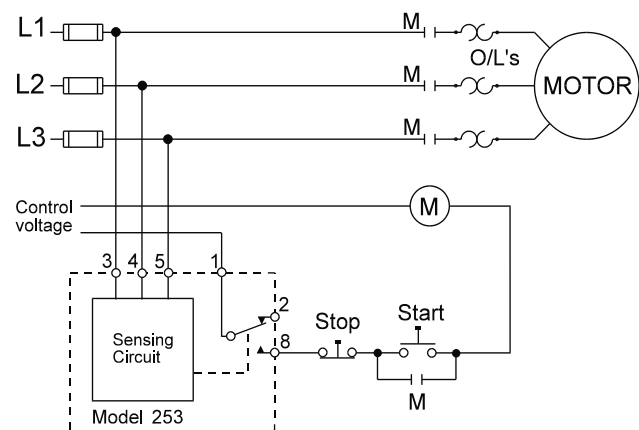 L1
M
O/L's
L2
M
MOTOR
L3
M
Control
voltage
M
3 4 5 1
2
8
Stop
Start
Sensing
Circuit
M
Model 253